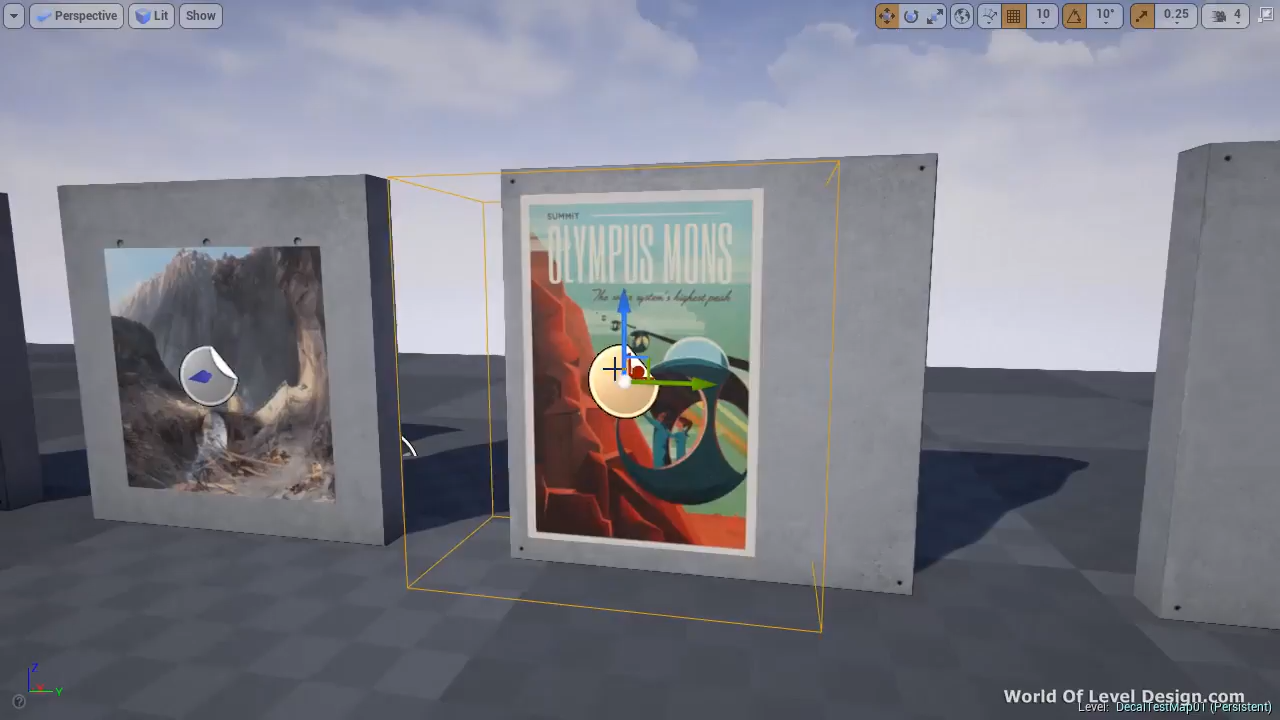 Perspective Lit Show 10 10° 0.25 4
SUMMIT
OLYMPUS MONS
The solar system's highest peak
Z
X Y
World Of Level Design.com
Level: DecalTestMap01 (Persistent)